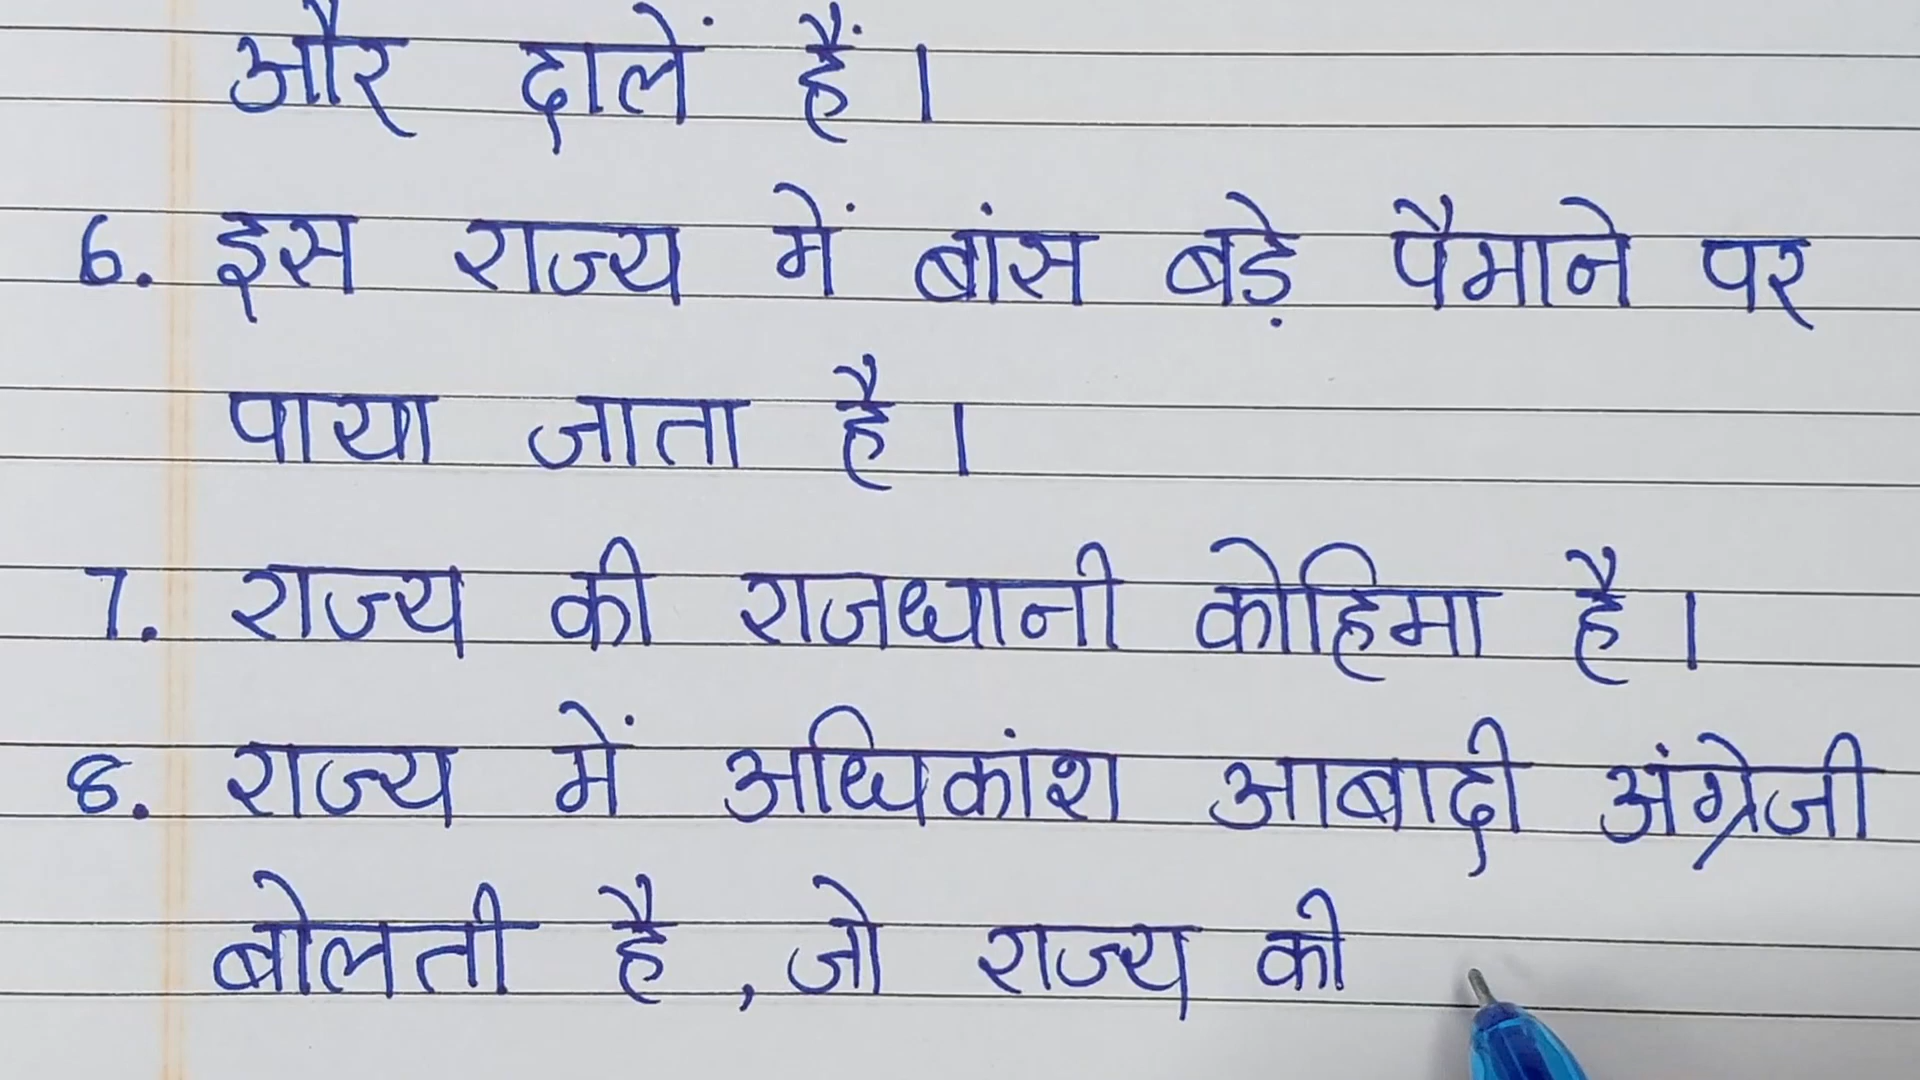 और दालें हैं।
6. इस राज्य में बांस बड़े पैमाने पर
पाया जाता है।
7. राज्य की राजधानी कोहिमा है।
8. राज्य में अधिकांश आबादी अंग्रेजी
बोलती है, जो राज्य की